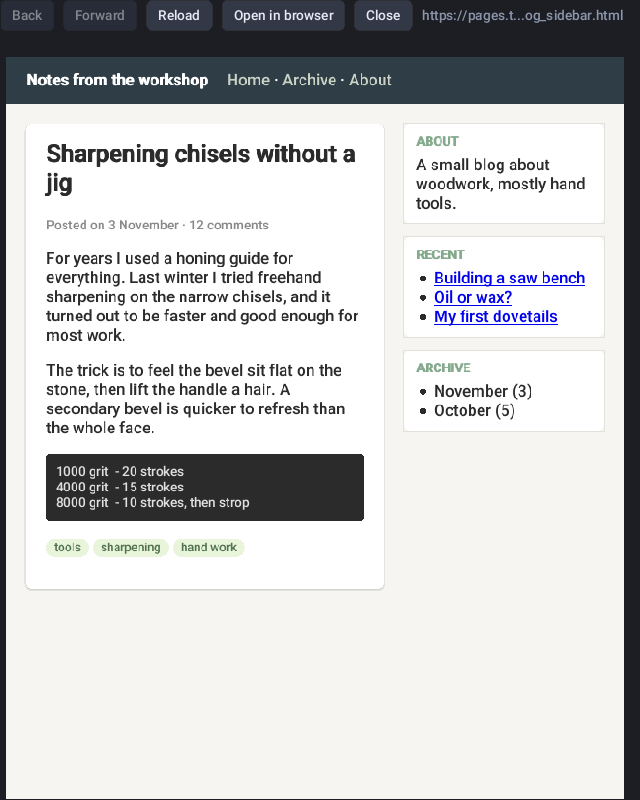 Back Forward Reload Open in browser Close https://pages.t...og_sidebar.html
Notes from the workshop Home · Archive · About
Sharpening chisels without a
jig
Posted on 3 November · 12 comments
For years I used a honing guide for
everything. Last winter I tried freehand
sharpening on the narrow chisels, and it
turned out to be faster and good enough for
most work.
The trick is to feel the bevel sit flat on the
stone, then lift the handle a hair. A
secondary bevel is quicker to refresh than
the whole face.
1000 grit - 20 strokes
4000 grit - 15 strokes
8000 grit - 10 strokes, then strop
tools sharpening hand work
ABOUT
A small blog about
woodwork, mostly hand
tools.
RECENT
Building a saw bench
Oil or wax?
My first dovetails
ARCHIVE
November (3)
October (5)